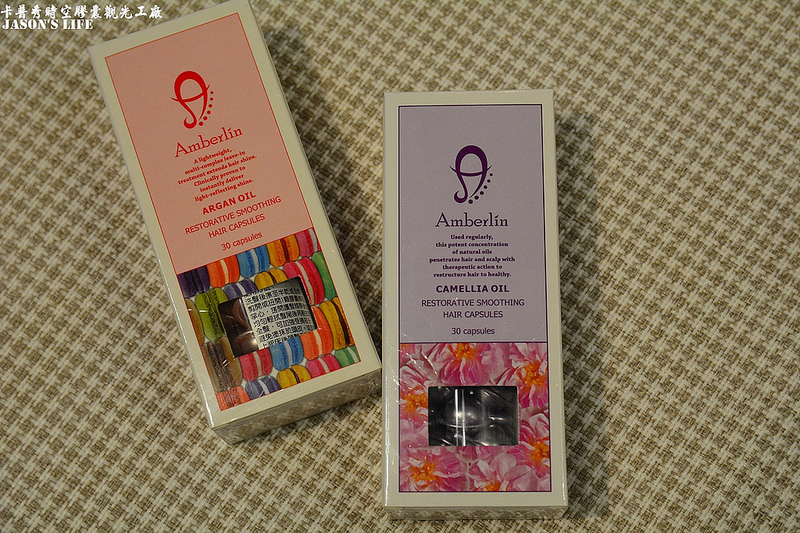 卡普秀時空膠囊觀光工廠
JASON'S LIFE
Amberlin
A lightweight,
multi-complex leave-in
treatment extends hair shine.
Clinically proven to
instantly deliver
light-reflecting shine.
ARGAN OIL
RESTORATIVE SMOOTHING
HAIR CAPSULES
30 capsules
Amberlin
Used regularly,
this potent concentration
of natural oils
penetrates hair and scalp with
therapeutic action to
restructure hair to healthy.
CAMELLIA OIL
RESTORATIVE SMOOTHING
HAIR CAPSULES
30 capsules